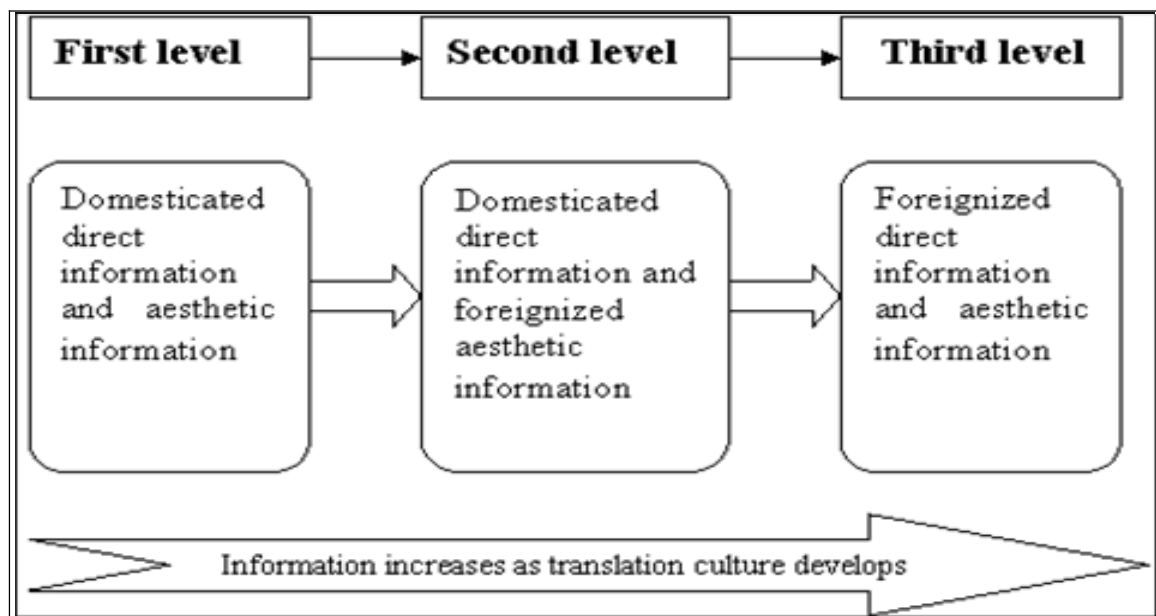 First level
Second level
Third level
Domesticated
direct
information
and aesthetic
information
Domesticated
direct
information and
foreignized
aesthetic
information
Foreignized
direct
information
and aesthetic
information
Information increases as translation culture develops